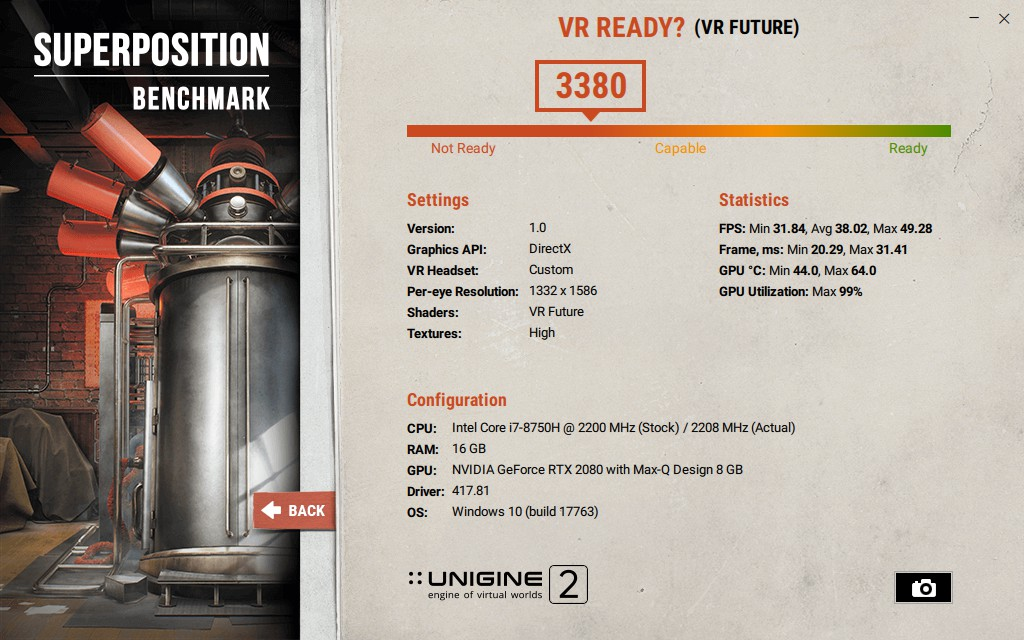 SUPERPOSITION
BENCHMARK
VR READY? (VR FUTURE)
3380
Not Ready Capable Ready
Settings
Version: 1.0
Graphics API: DirectX
VR Headset: Custom
Per-eye Resolution: 1332 x 1586
Shaders: VR Future
Textures: High
Statistics
FPS: Min 31.84, Avg 38.02, Max 49.28
Frame, ms: Min 20.29, Max 31.41
GPU °C: Min 44.0, Max 64.0
GPU Utilization: Max 99%
Configuration
CPU: Intel Core i7-8750H @ 2200 MHz (Stock) / 2208 MHz (Actual)
RAM: 16 GB
GPU: NVIDIA GeForce RTX 2080 with Max-Q Design 8 GB
Driver: 417.81
OS: Windows 10 (build 17763)
BACK
UNIGINE 2
engine of virtual worlds